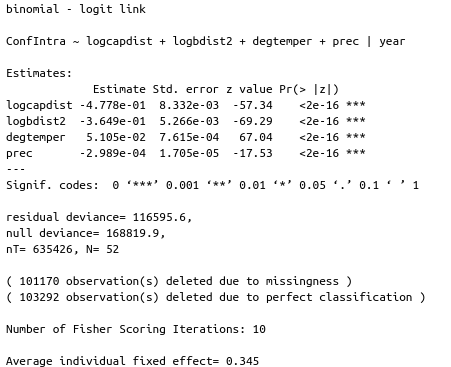 binomial - logit link
ConfIntra ~ logcapdist + logbdist2 + degtemper + prec | year
Estimates:
Estimate Std. error z value Pr(> |z|)
logcapdist -4.778e-01 8.332e-03 -57.34 <2e-16 ***
logbdist2 -3.649e-01 5.266e-03 -69.29 <2e-16 ***
degtemper 5.105e-02 7.615e-04 67.04 <2e-16 ***
prec -2.989e-04 1.705e-05 -17.53 <2e-16 ***
---
Signif. codes: 0 ‘***’ 0.001 ‘**’ 0.01 ‘*’ 0.05 ‘.’ 0.1 ‘ ’ 1
residual deviance= 116595.6,
null deviance= 168819.9,
nT= 635426, N= 52
( 101170 observation(s) deleted due to missingness )
( 103292 observation(s) deleted due to perfect classification )
Number of Fisher Scoring Iterations: 10
Average individual fixed effect= 0.345